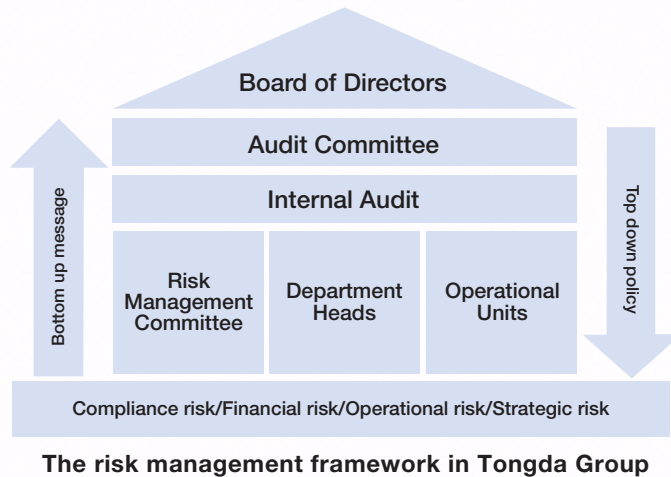 Board of Directors
Audit Committee
Internal Audit
Bottom up message
Risk
Management
Committee
Department
Heads
Operational
Units
Top down policy
Compliance risk/Financial risk/Operational risk/Strategic risk
The risk management framework in Tongda Group